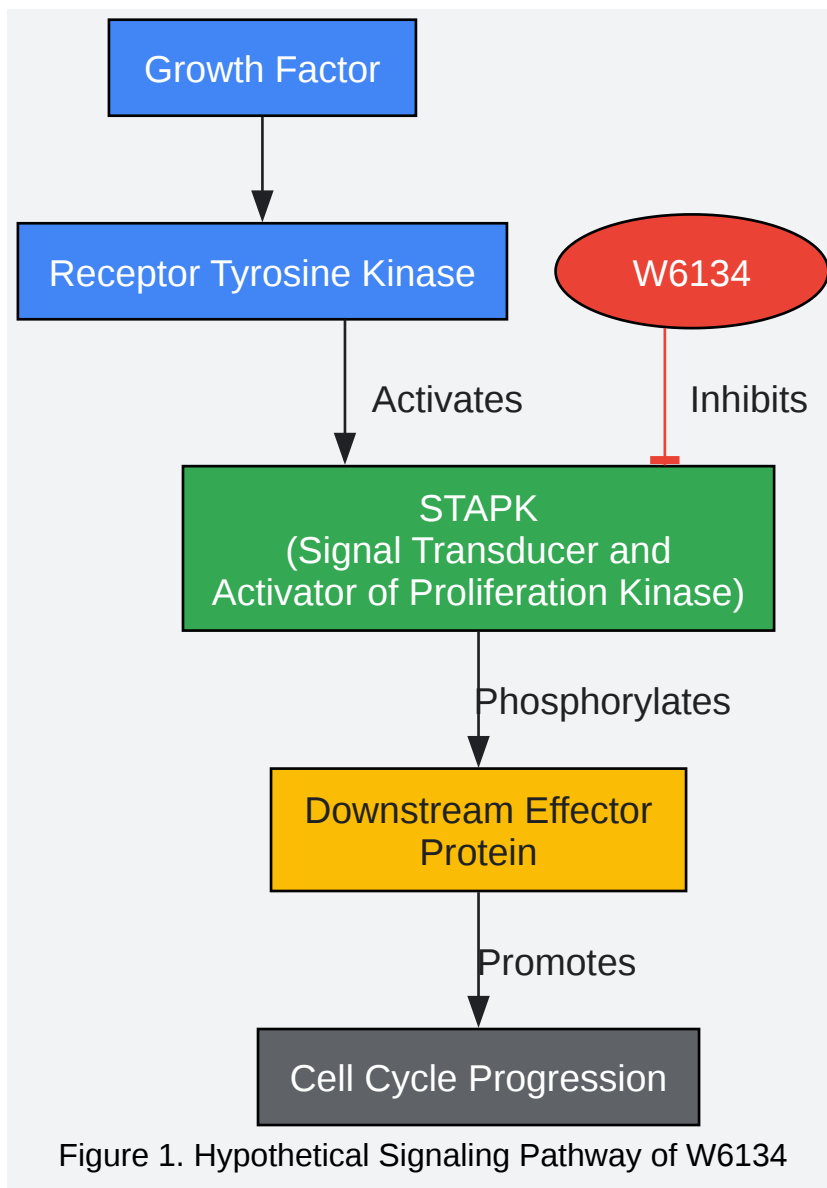 Growth Factor
Receptor Tyrosine Kinase
W6134
Activates
Inhibits
STAPK
(Signal Transducer and
Activator of Proliferation Kinase)
Phosphorylates
Downstream Effector
Protein
Promotes
Cell Cycle Progression
Figure 1. Hypothetical Signaling Pathway of W6134